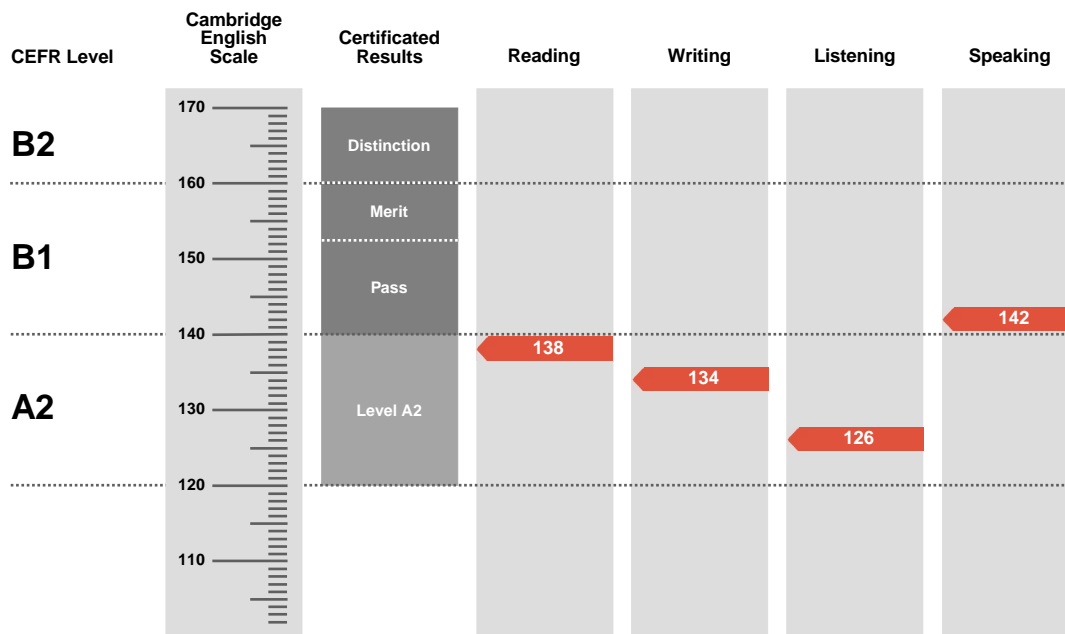 CEFR Level
Cambridge
English
Scale
Certificated
Results
Reading
Writing
Listening
Speaking
170
B2
Distinction
160
Merit
B1
150
Pass
142
140
138
134
A2
130
Level A2
126
120
110